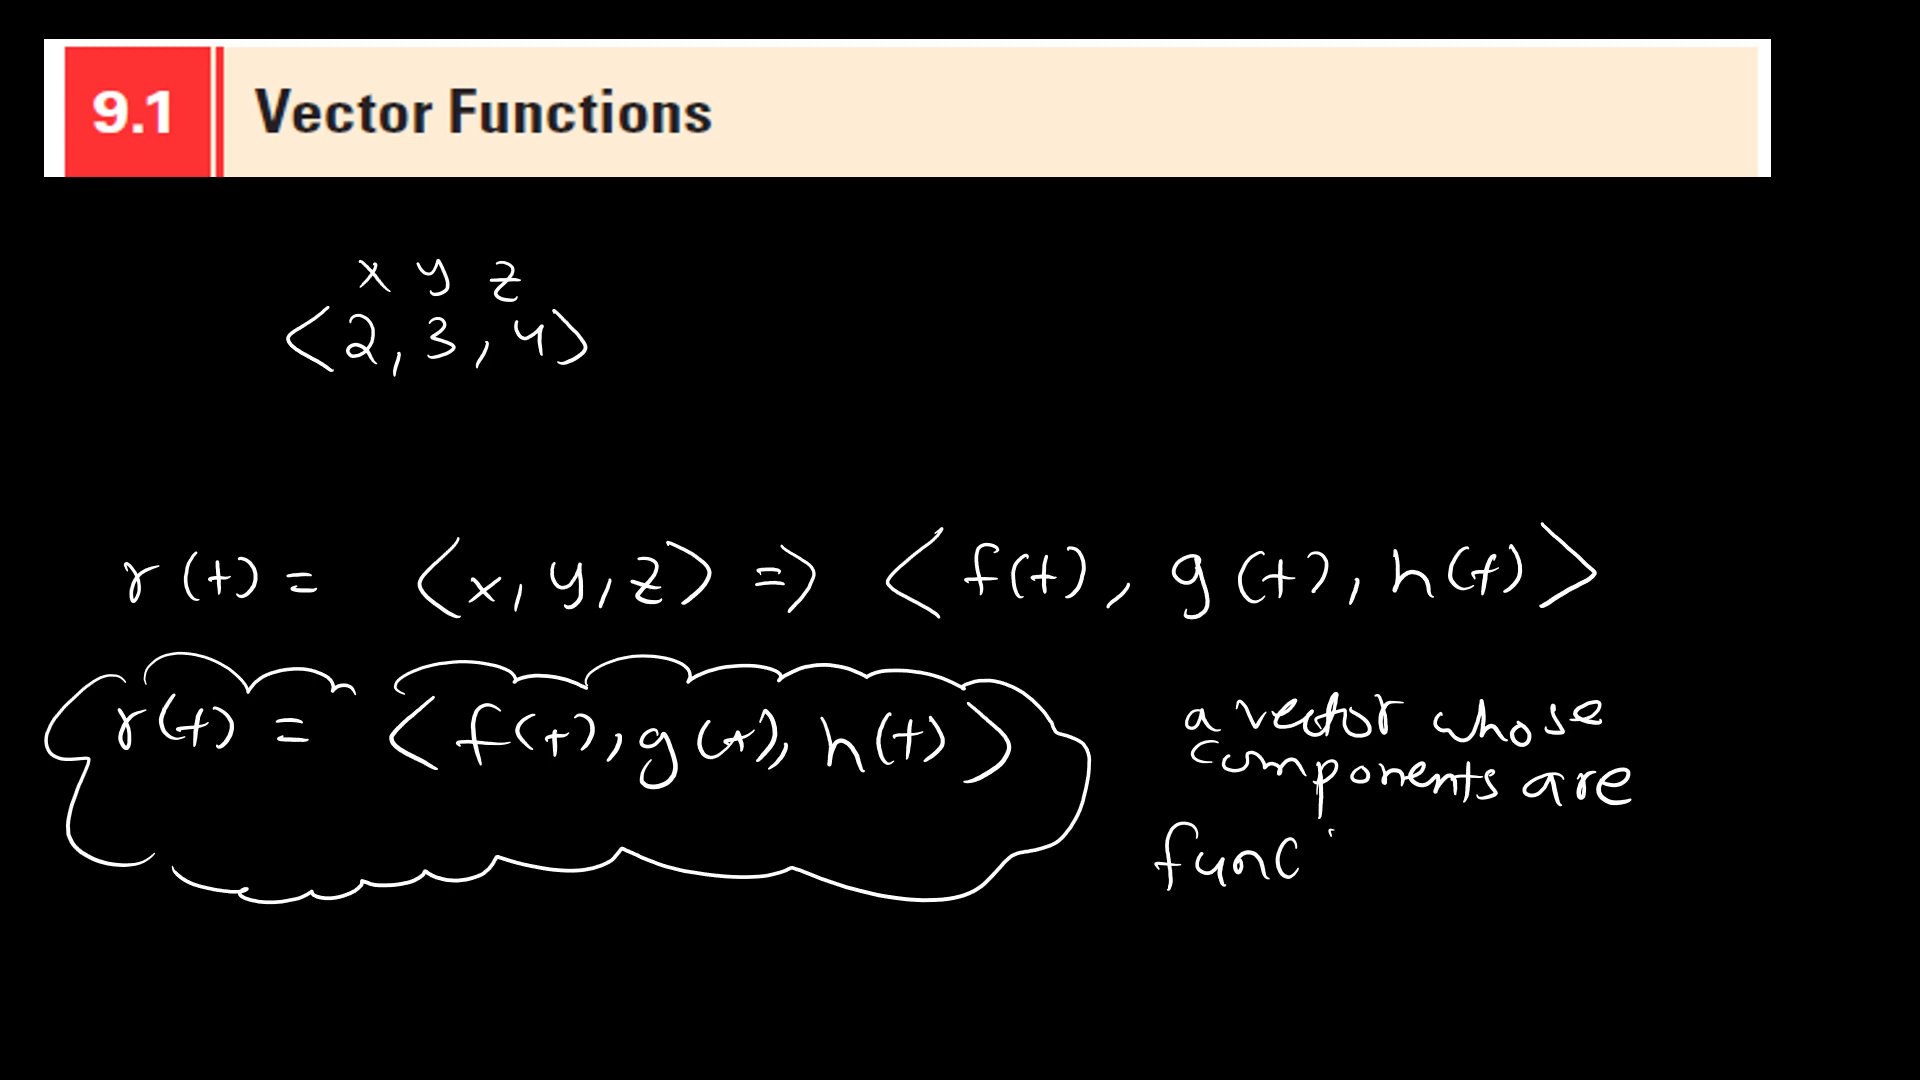 9.1 Vector Functions
x y z
<2, 3, 4>
r(t) = <x, y, z> => <f(t), g(t), h(t)>
r(t) = <f(t), g(t), h(t)>
a vector whose
components are
func